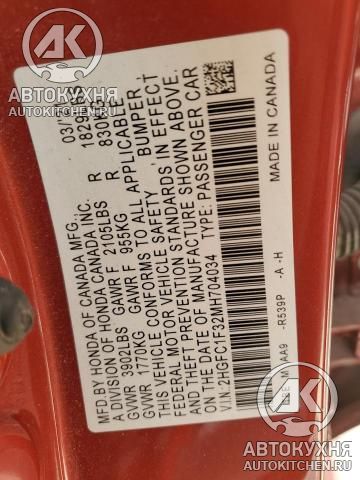 MFD.BY HONDA OF CANADA MFG.,
A DIVISION OF HONDA CANADA INC. 03/
GVWR 3902LBS GAWR F 2105LBS R
GVWR 1770KG GAWR F 955KG R
THIS VEHICLE CONFORMS TO ALL APPLICABLE
FEDERAL MOTOR VEHICLE SAFETY, BUMPER,
AND THEFT PREVENTION STANDARDS IN EFFECT
ON THE DATE OF MANUFACTURE SHOWN ABOVE.
V.I.N.:2HGFC1F32MH704034 TYPE: PASSENGER CAR
-R539P -A -H MADE IN CANADA
АК
АВТОКУХНЯ
AUTOKITCHEN.RU
АК
АВТОКУХНЯ
AUTOKITCHEN.RU